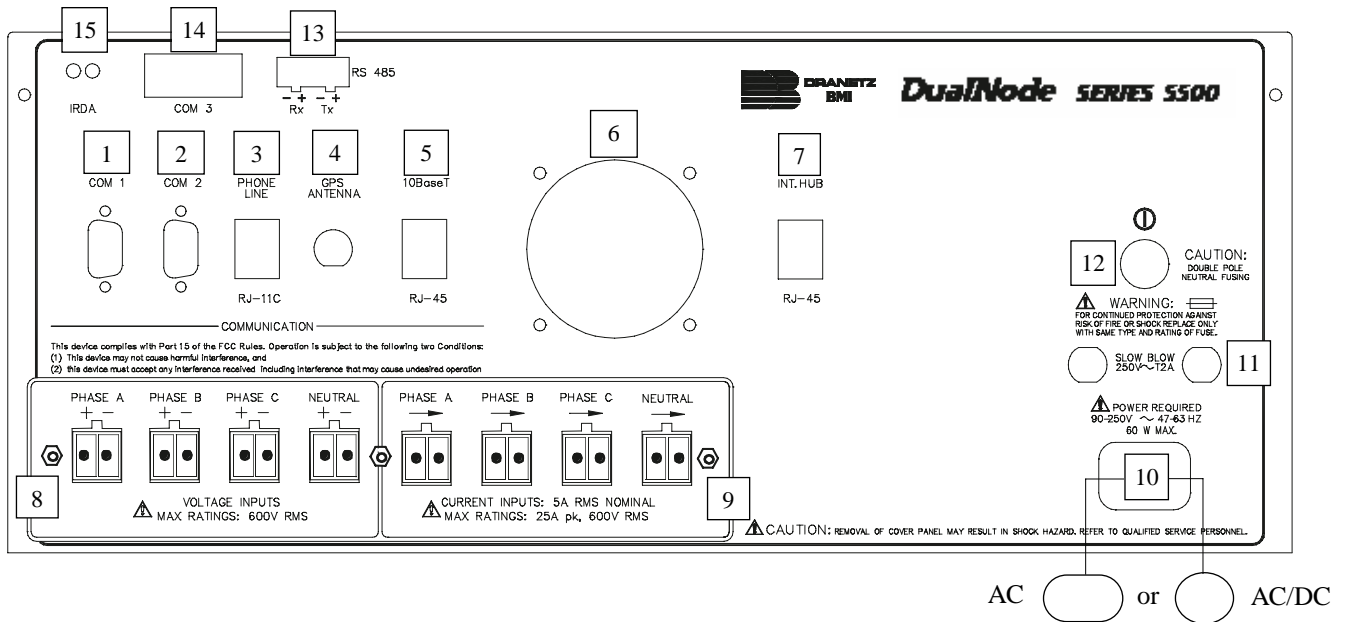 15
14
13
IRDA
COM 3
RS 485
– + – +
Rx Tx
DRANETZ
BMI
DualNode SERIES 5500
1
COM 1
2
COM 2
3
PHONE
LINE
RJ-11C
4
GPS
ANTENNA
5
10BaseT
RJ-45
6
7
INT. HUB
RJ-45
12
CAUTION:
DOUBLE POLE
NEUTRAL FUSING
WARNING:
FOR CONTINUED PROTECTION AGAINST
RISK OF FIRE OR SHOCK REPLACE ONLY
WITH SAME TYPE AND RATING OF FUSE.
SLOW BLOW
250V~T2A
11
POWER REQUIRED
90-250V ~ 47-63 HZ
60 W MAX.
10
COMMUNICATION
This device complies with Part 15 of the FCC Rules. Operation is subject to the following two Conditions:
(1) This device may not cause harmful interference, and
(2) this device must accept any interference received including interference that may cause undesired operation
PHASE A PHASE B PHASE C NEUTRAL
+ – + – + – + –
8
VOLTAGE INPUTS
MAX RATINGS: 600V RMS
PHASE A PHASE B PHASE C NEUTRAL
9
CURRENT INPUTS: 5A RMS NOMINAL
MAX RATINGS: 25A pk, 600V RMS
CAUTION: REMOVAL OF COVER PANEL MAY RESULT IN SHOCK HAZARD. REFER TO QUALIFIED SERVICE PERSONNEL.
AC or AC/DC